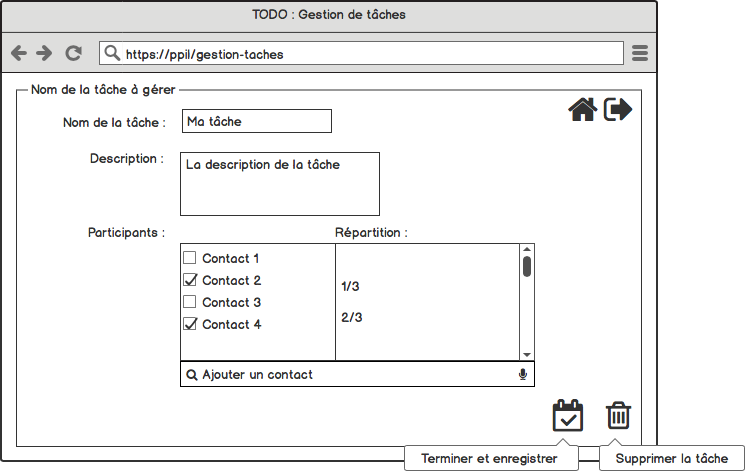 TODO : Gestion de tâches
https://ppil/gestion-taches
Nom de la tâche à gérer
Nom de la tâche : Ma tâche
Description : La description de la tâche
Participants : Répartition :
Contact 1
Contact 2 1/3
Contact 3
Contact 4 2/3
Ajouter un contact
Terminer et enregistrer Supprimer la tâche